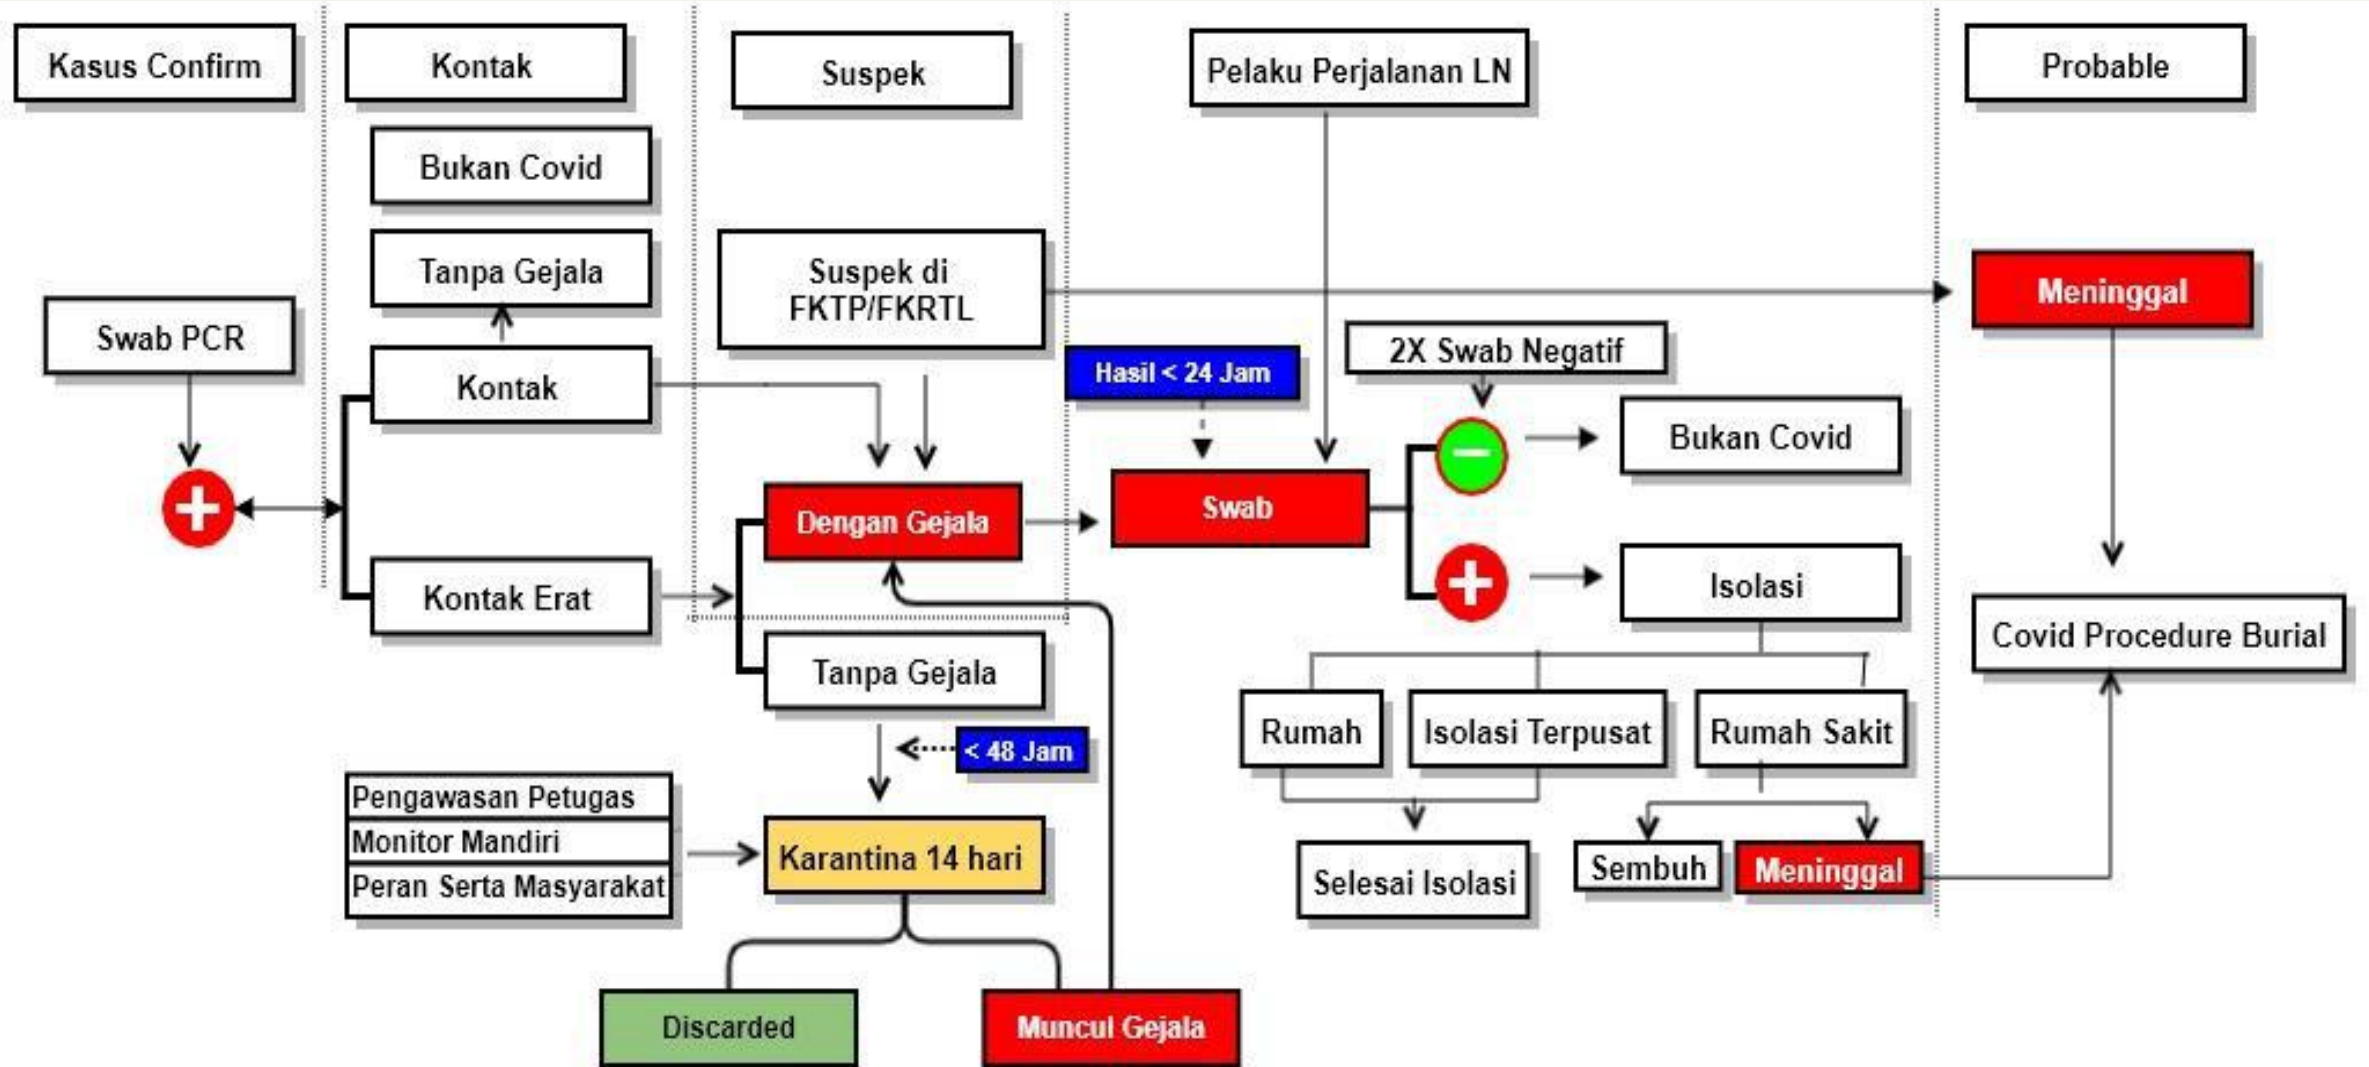 Kasus Confirm
Kontak
Suspek
Pelaku Perjalanan LN
Probable
Bukan Covid
Tanpa Gejala
Suspek di
FKTP/FKRTL
Meninggal
Swab PCR
Kontak
Hasil < 24 Jam
2X Swab Negatif
Bukan Covid
Dengan Gejala
Swab
Kontak Erat
Isolasi
Covid Procedure Burial
Tanpa Gejala
Rumah
Isolasi Terpusat
Rumah Sakit
< 48 Jam
Pengawasan Petugas
Monitor Mandiri
Peran Serta Masyarakat
Karantina 14 hari
Selesai Isolasi
Sembuh
Meninggal
Discarded
Muncul Gejala